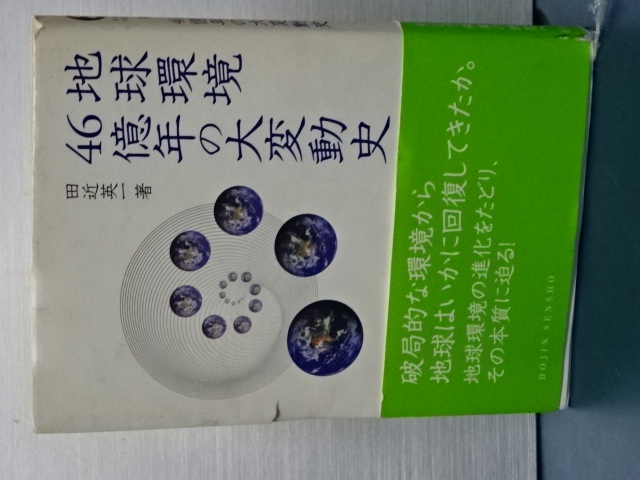 地球環境
46億年の大変動史
田近英一 著
破局的な環境から
地球はいかに回復してきたか。
地球環境の進化をたどり、
その本質に迫る!
DOJIN SENSHO